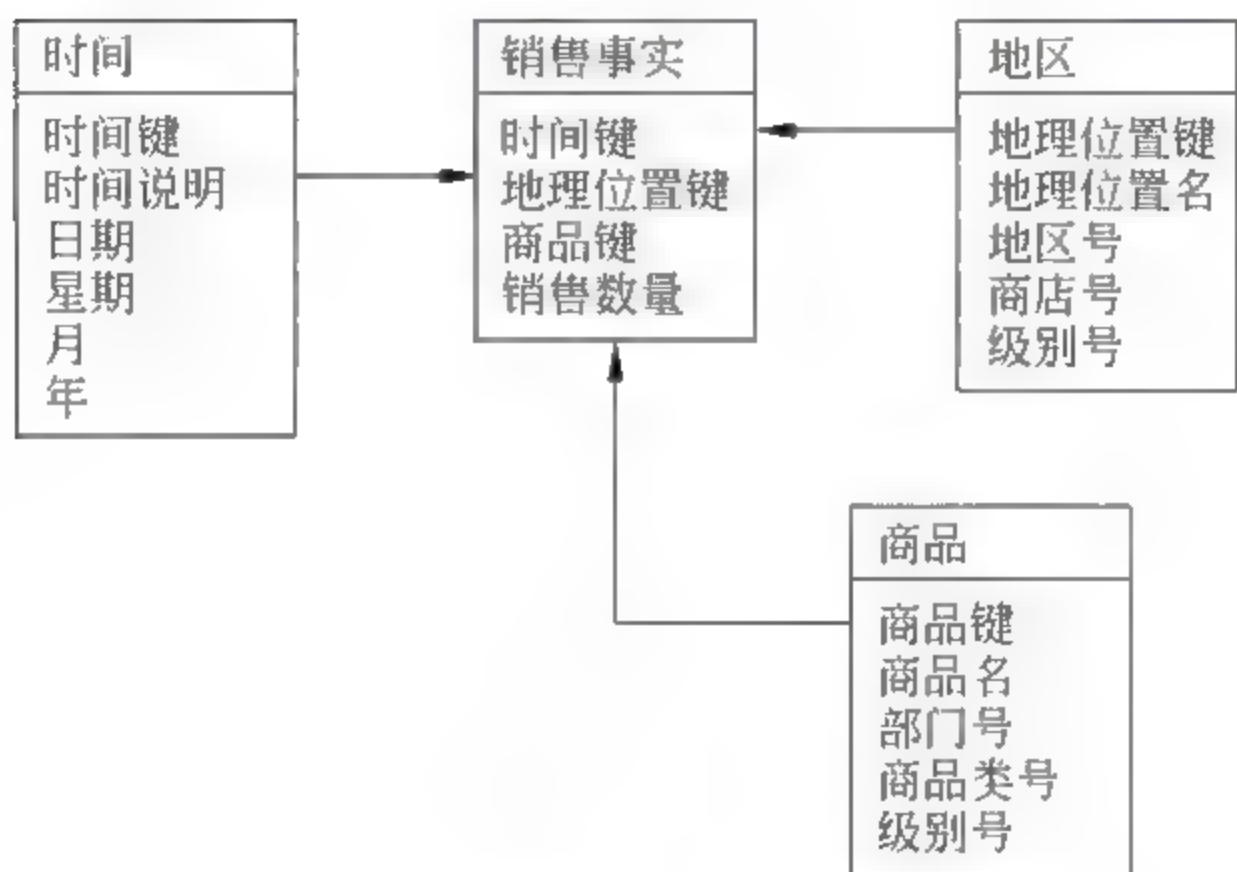 时间
时间键
时间说明
日期
星期
月
年
销售事实
时间键
地理位置键
商品键
销售数量
地区
地理位置键
地理位置名
地区号
商店号
级别号
商品
商品键
商品名
部门号
商品类号
级别号